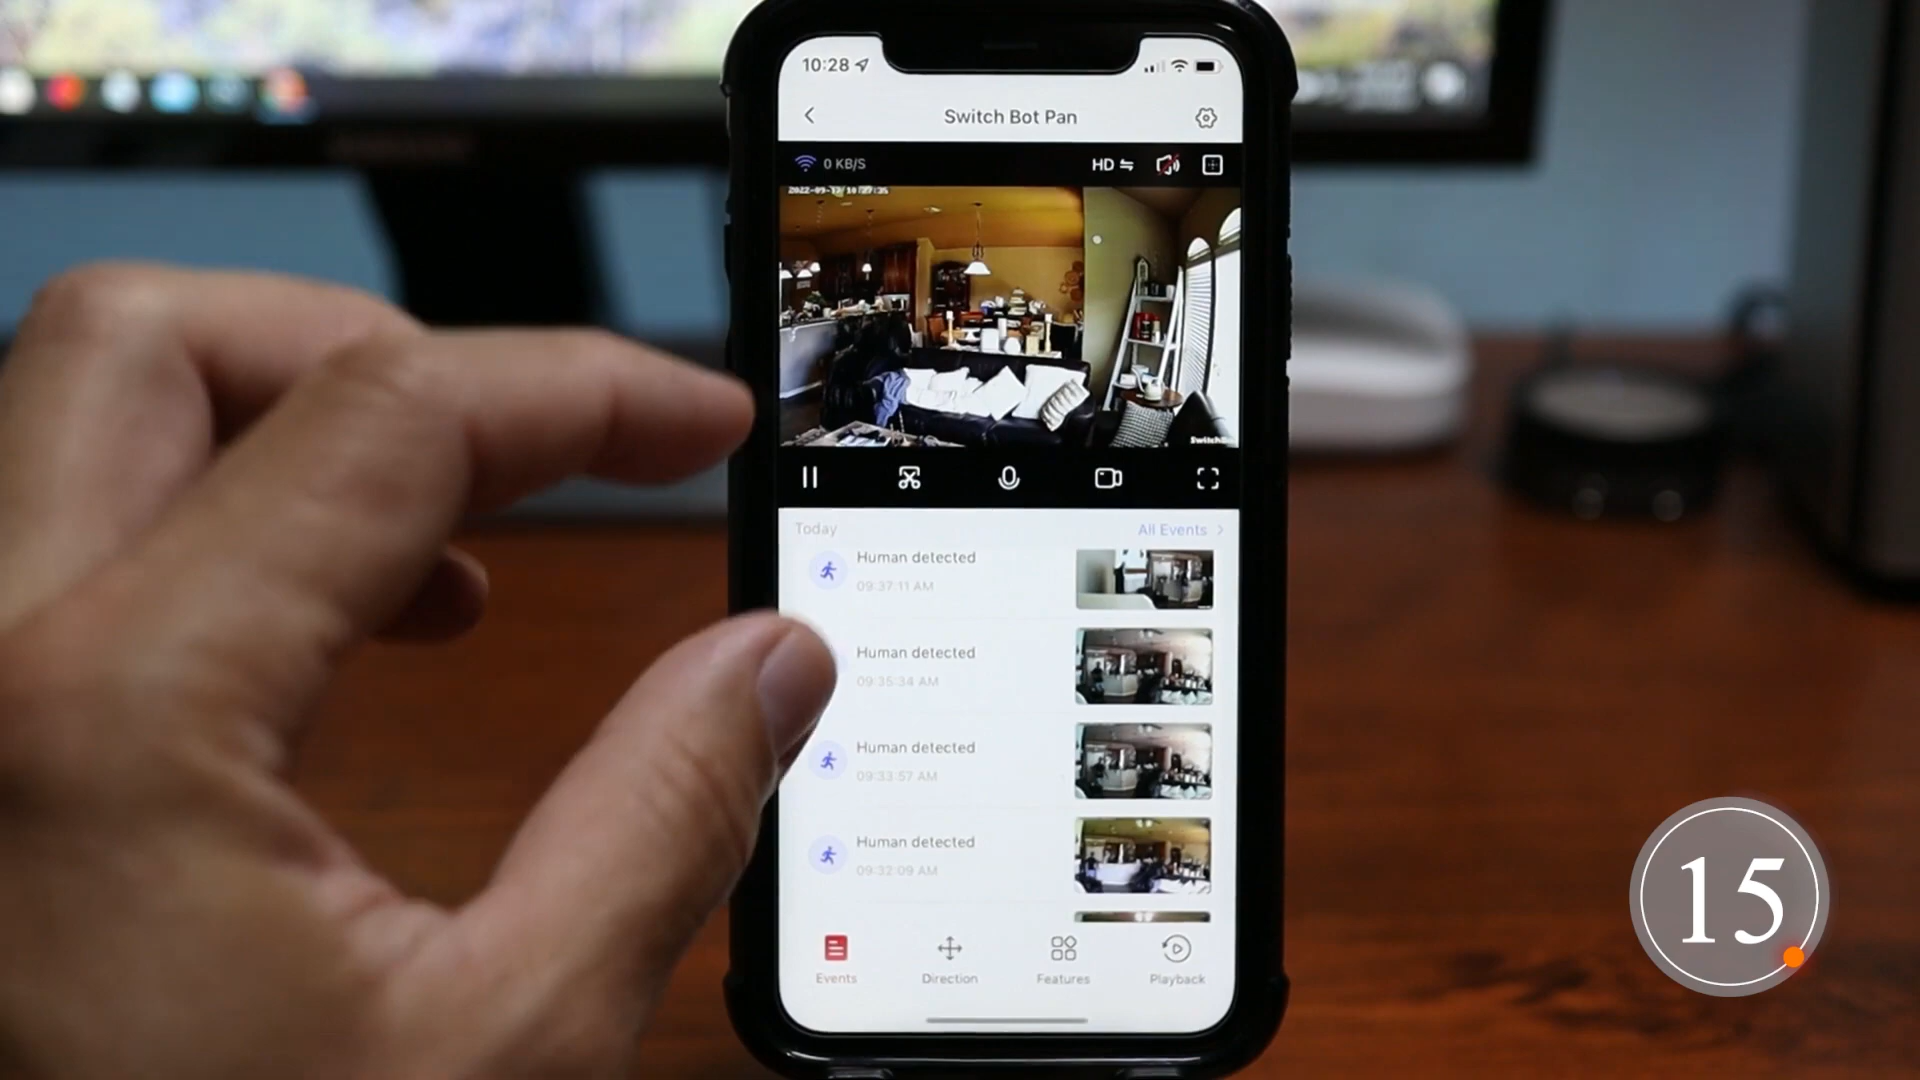 10:28
Switch Bot Pan
0 KB/S
HD
Today
All Events
Human detected
09:37:11 AM
Human detected
09:35:34 AM
Human detected
09:33:57 AM
Human detected
09:32:09 AM
Events
Direction
Features
Playback
15